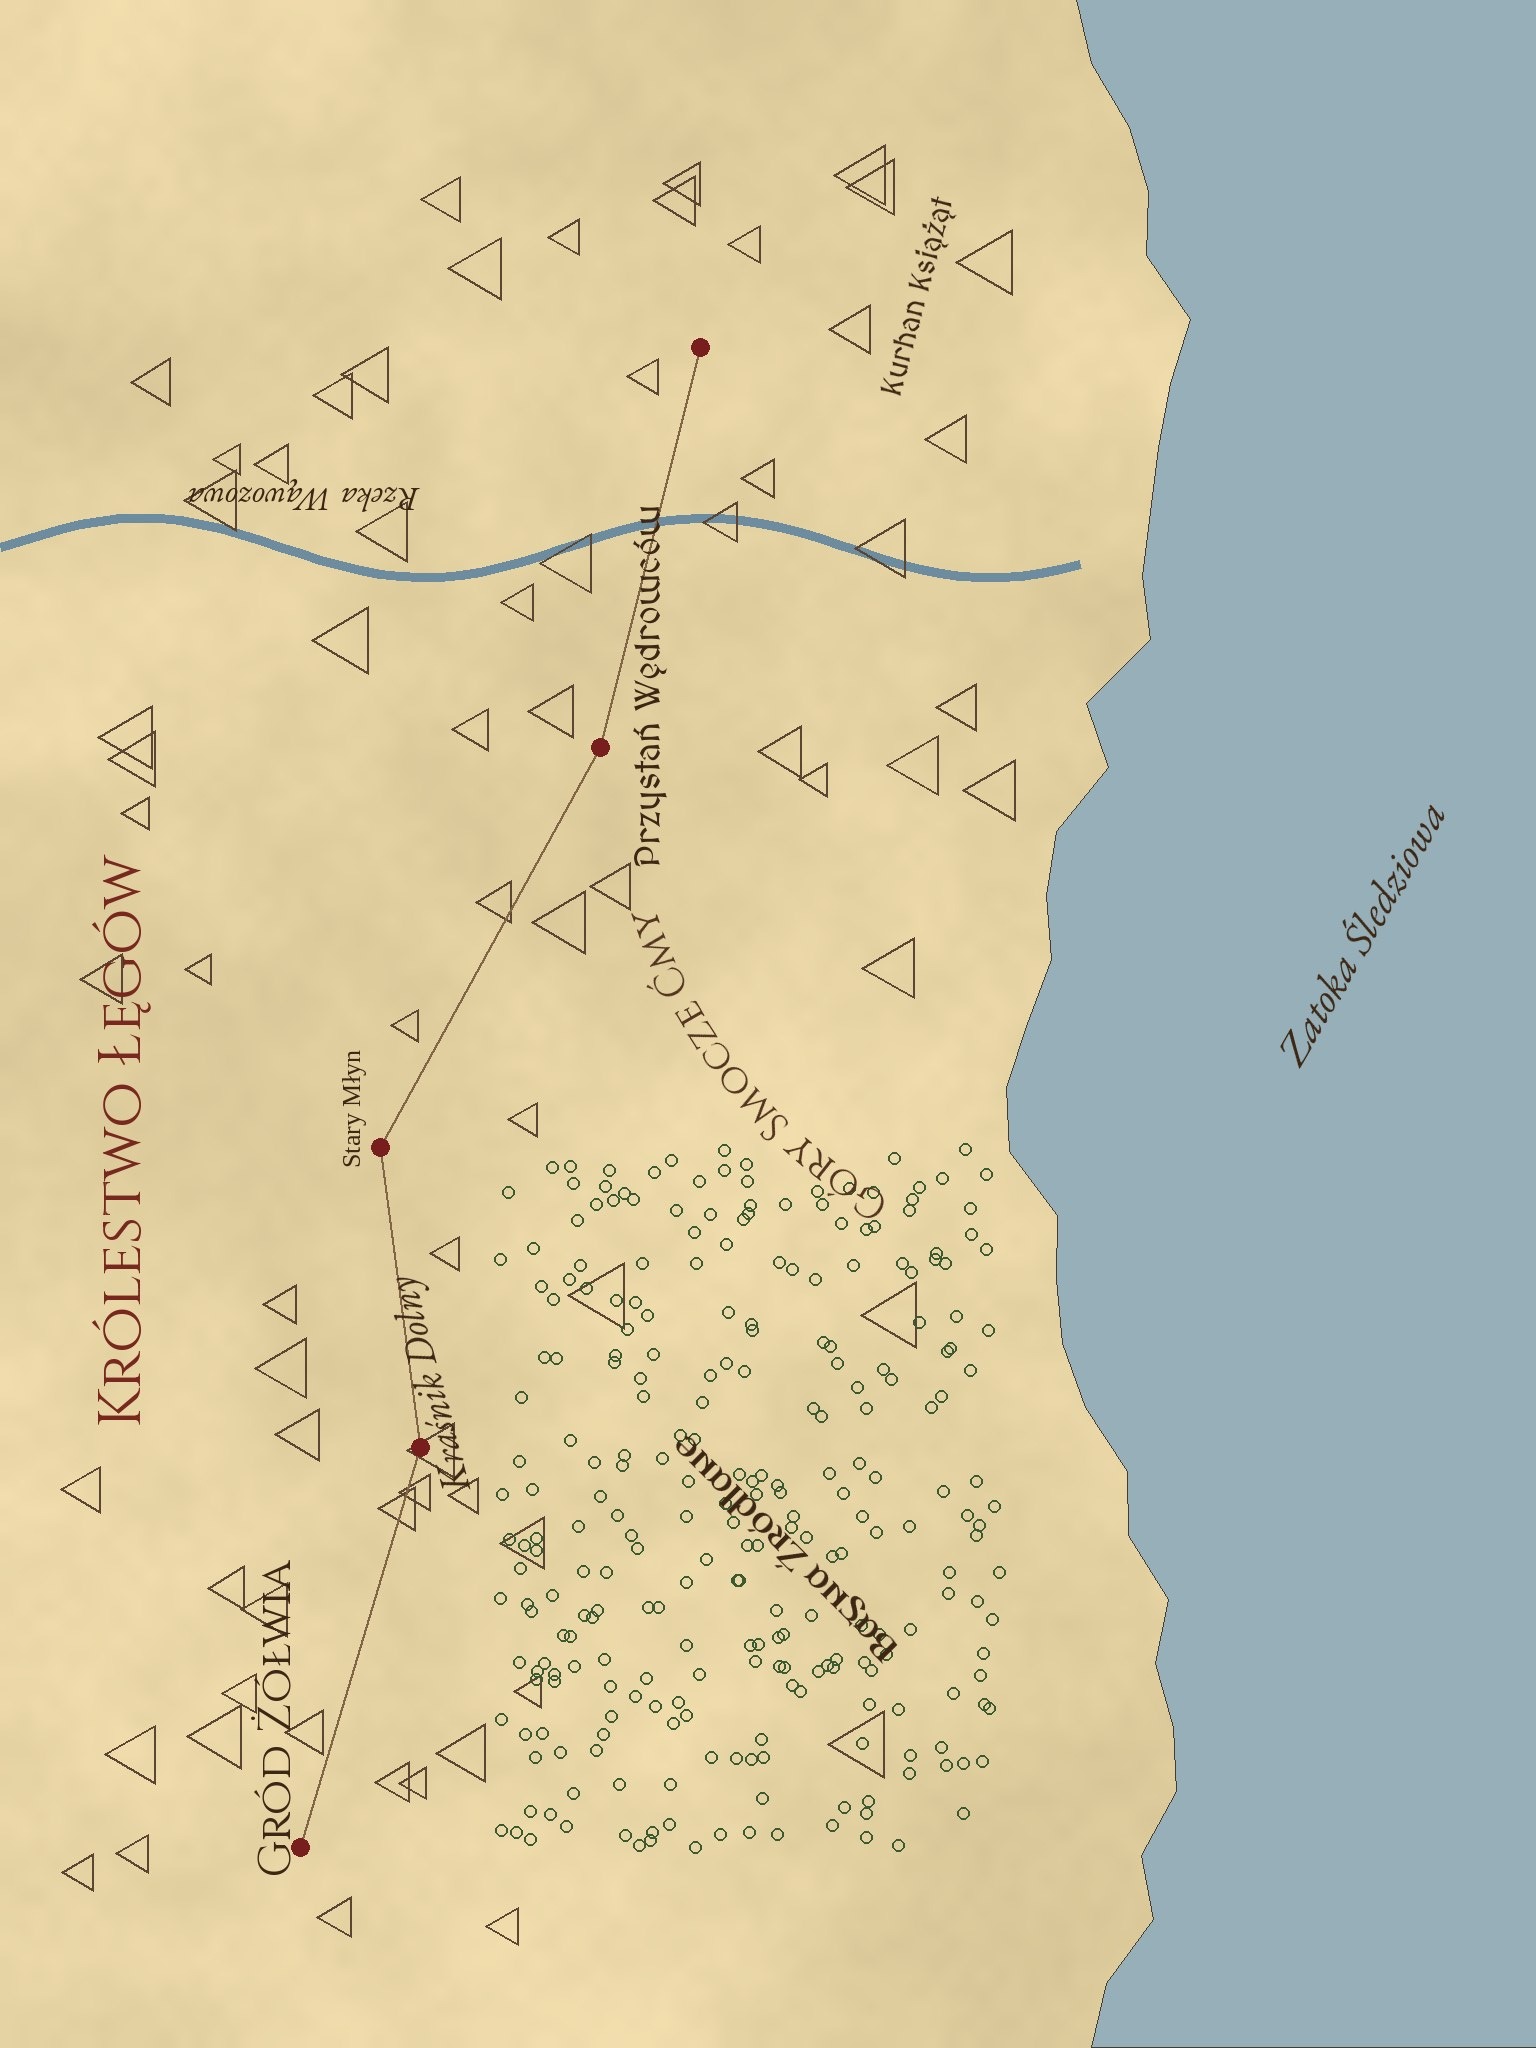 Królestwo Łęgów
Gród Żółwia
Rzeka Wąwozowa
Stary Młyn
Kraśnik Dolny
Przystań Wędrowców
Góry Smocze Ćmy
Baśna Źródlane
Kurhan Książąt
Zatoka Śledziowa